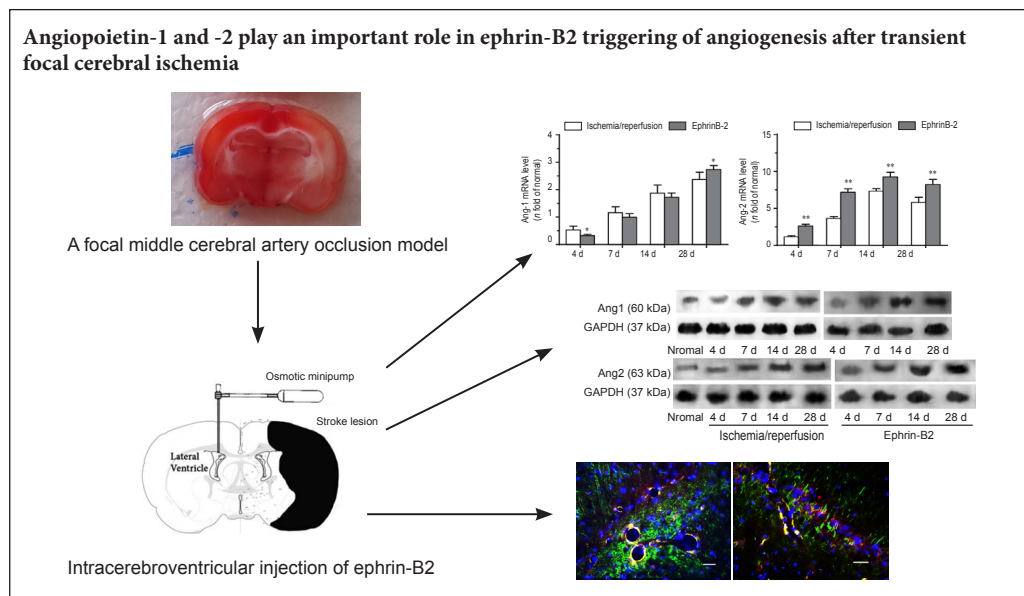 Angiopoietin-1 and -2 play an important role in ephrin-B2 triggering of angiogenesis after transient
focal cerebral ischemia
A focal middle cerebral artery occlusion model
Osmotic minipump
Stroke lesion
Lateral
Ventricle
Intracerebroventricular injection of ephrin-B2
Ischemia/reperfusion EphrinB-2
Ang-1 mRNA level
(n fold of normal)
4
3
2
1
0
* *
4 d 7 d 14 d 28 d
Ischemia/reperfusion EphrinB-2
Ang-2 mRNA level
(n fold of normal)
15
10
7.5
5
2.5
0
** ** ** **
4 d 7 d 14 d 28 d
Ang1 (60 kDa)
GAPDH (37 kDa)
Nromal 4 d 7 d 14 d 28 d 4 d 7 d 14 d 28 d
Ang2 (63 kDa)
GAPDH (37 kDa)
Nromal 4 d 7 d 14 d 28 d 4 d 7 d 14 d 28 d
Ischemia/reperfusion Ephrin-B2